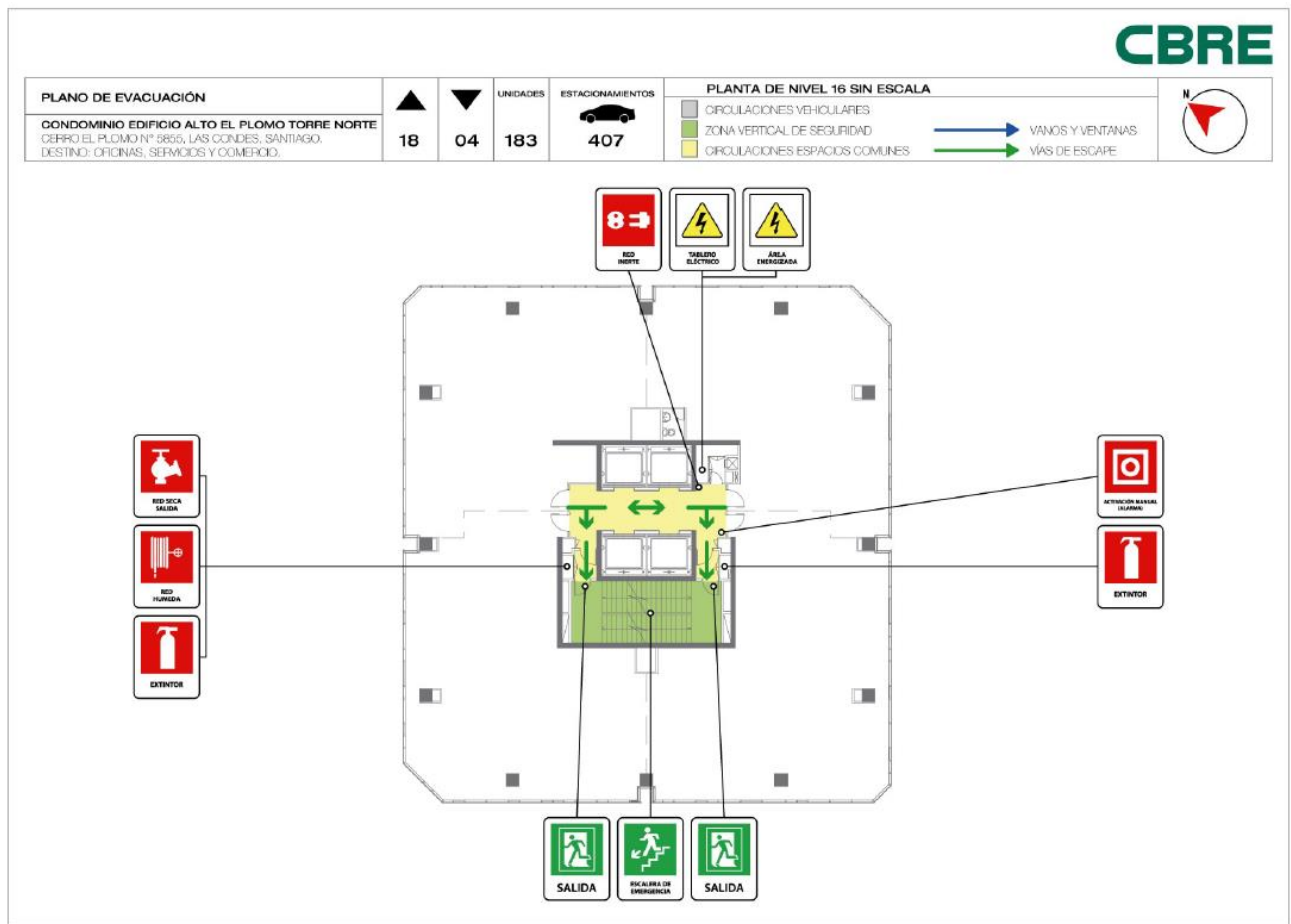 CBRE
PLANO DE EVACUACIÓN
CONDOMINIO EDIFICIO ALTO EL PLOMO TORRE NORTE
CERRO EL PLOMO N° 5855, LAS CONDES, SANTIAGO.
DESTINO: OFICINAS, SERVICIOS Y COMERCIO.
18
04
UNIDADES
183
ESTACIONAMIENTOS
407
PLANTA DE NIVEL 16 SIN ESCALA
CIRCULACIONES VEHICULARES
ZONA VERTICAL DE SEGURIDAD
CIRCULACIONES ESPACIOS COMUNES
VANOS Y VENTANAS
VÍAS DE ESCAPE
N
RED
INERTE
TABLERO
ELÉCTRICO
ÁREA
ENERGIZADA
RED SECA
SALIDA
RED
HUMEDA
EXTINTOR
ACTIVACIÓN MANUAL
(ALARMA)
EXTINTOR
SALIDA
ESCALERA DE
EMERGENCIA
SALIDA